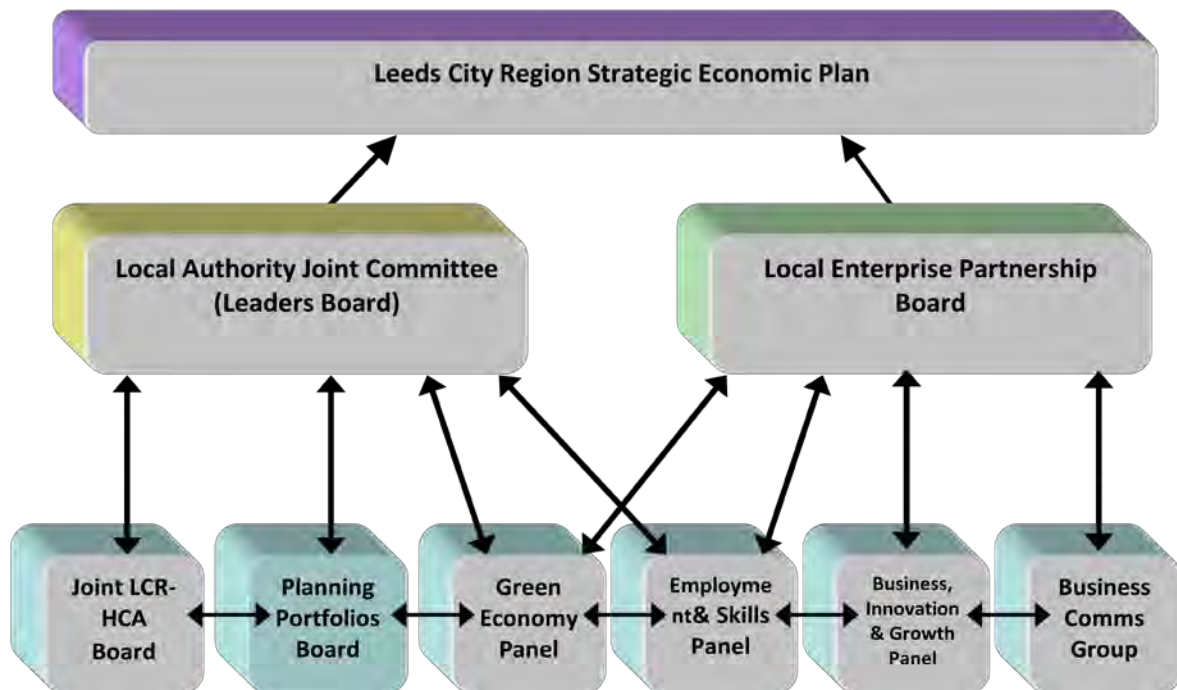 Leeds City Region Strategic Economic Plan
Local Authority Joint Committee
(Leaders Board)
Local Enterprise Partnership
Board
Joint LCR-
HCA
Board
Planning
Portfolios
Board
Green
Economy
Panel
Employme
nt& Skills
Panel
Business,
Innovation
& Growth
Panel
Business
Comms
Group